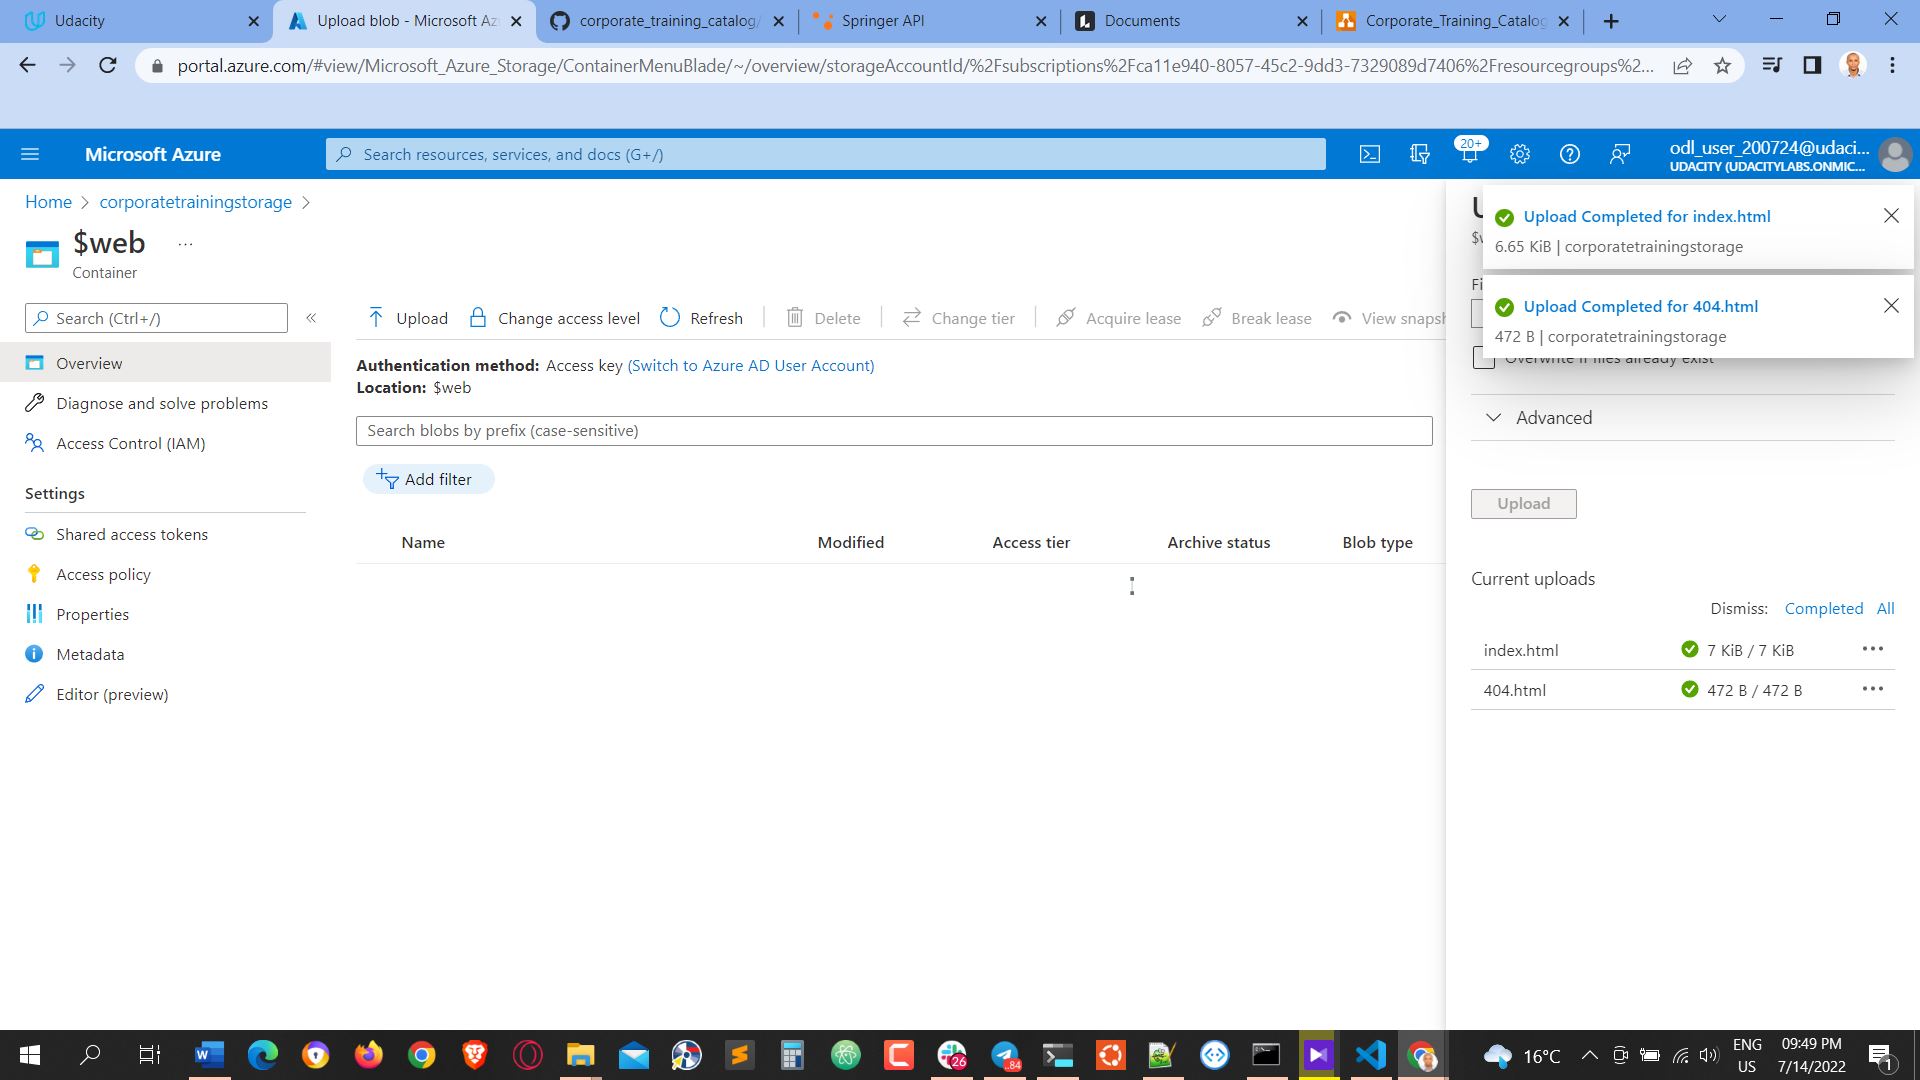 Udacity
Upload blob - Microsoft Az
corporate_training_catalog/
Springer API
Documents
Corporate_Training_Catalog
portal.azure.com/#view/Microsoft_Azure_Storage/ContainerMenuBlade/~/overview/storageAccountId/%2Fsubscriptions%2Fca11e940-8057-45c2-9dd3-7329089d7406%2Fresourcegroups%2...
Microsoft Azure
Search resources, services, and docs (G+/)
20+
odl_user_200724@udaci...
UDACITY (UDACITYLABS.ONMIC...
Home > corporatetrainingstorage >
$web ...
Container
Search (Ctrl+/)
«
Overview
Diagnose and solve problems
Access Control (IAM)
Settings
Shared access tokens
Access policy
Properties
Metadata
Editor (preview)
Upload
Change access level
Refresh
Delete
Change tier
Acquire lease
Break lease
View snapsh
Authentication method: Access key (Switch to Azure AD User Account)
Location: $web
Search blobs by prefix (case-sensitive)
Add filter
Name
Modified
Access tier
Archive status
Blob type
Upload Completed for index.html
6.65 KiB | corporatetrainingstorage
Upload Completed for 404.html
472 B | corporatetrainingstorage
Overwrite if files already exist
Advanced
Upload
Current uploads
Dismiss: Completed All
index.html 7 KiB / 7 KiB
404.html 472 B / 472 B
26
84
16°C
ENG
US
09:49 PM
7/14/2022
1